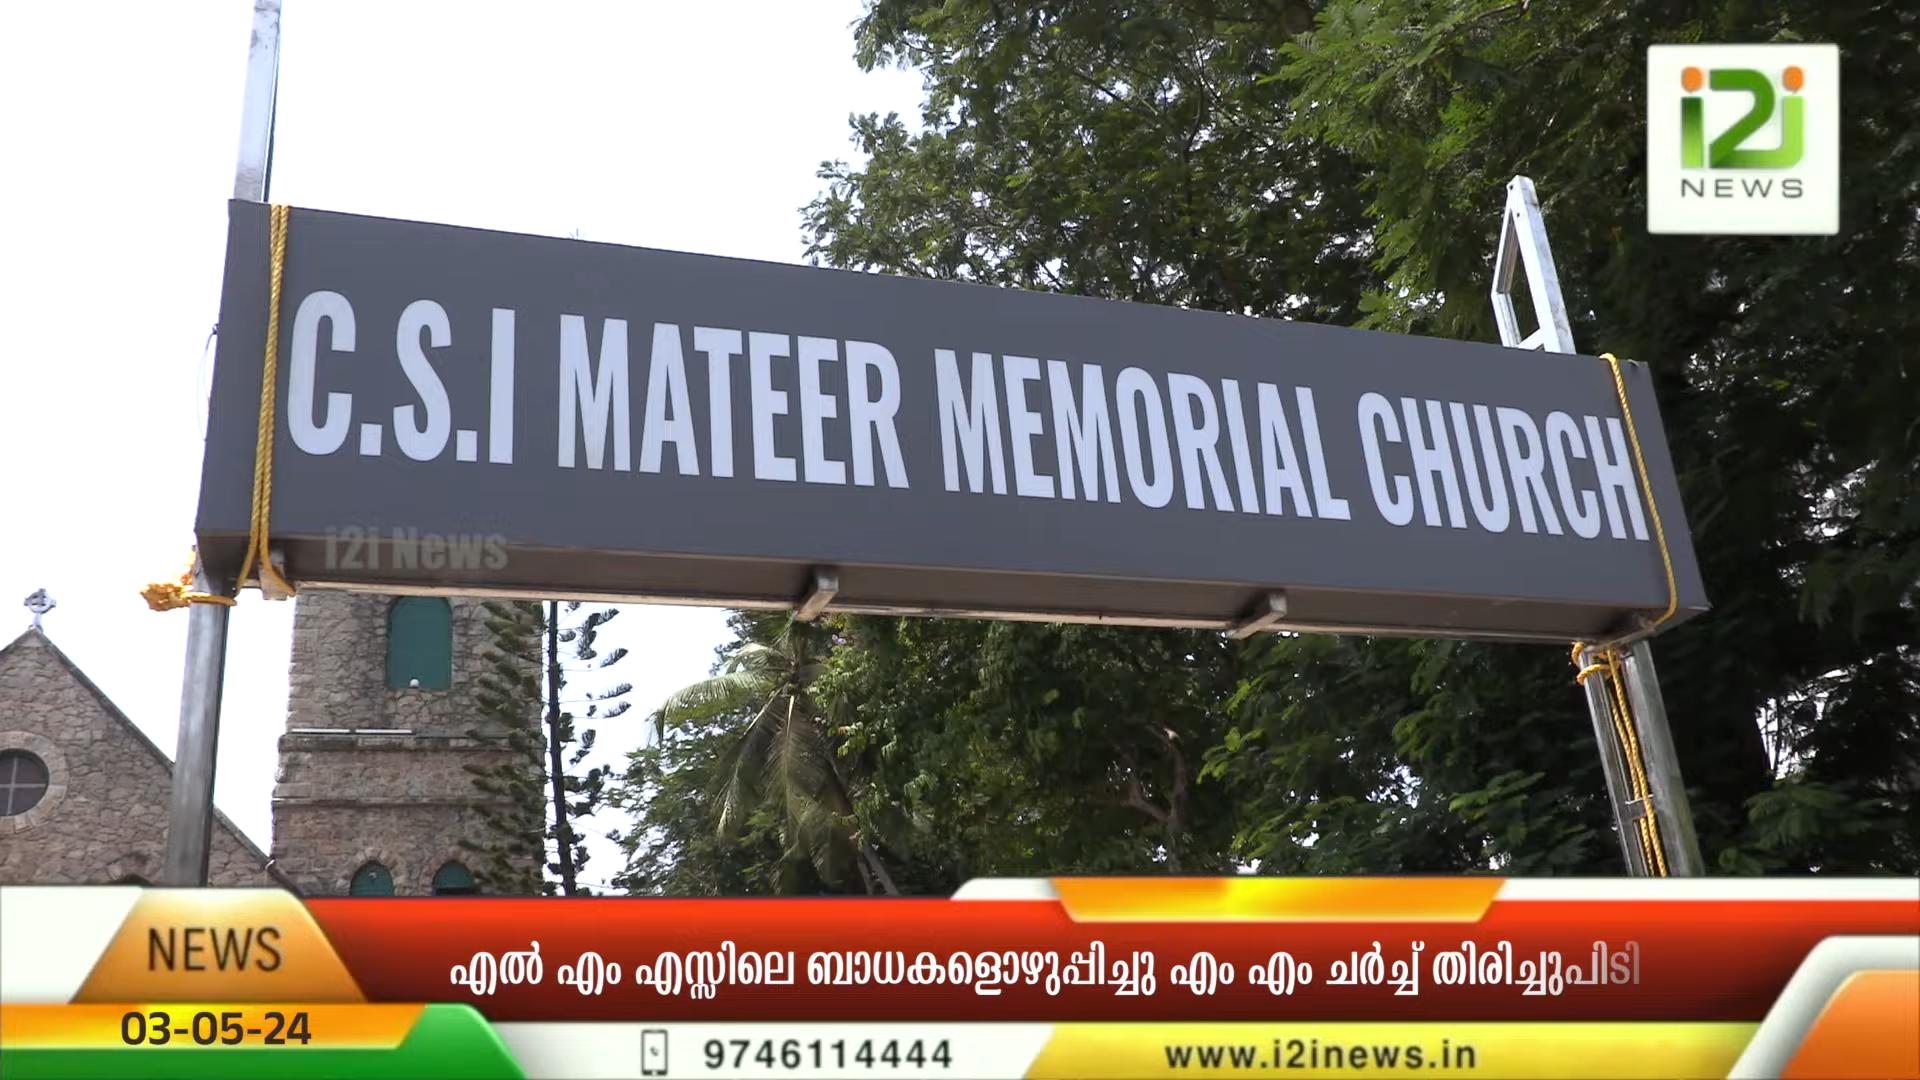 i2i
NEWS
C.S.I MATEER MEMORIAL CHURCH
i2i News
NEWS
എൽ എം എസ്സിലെ ബാധകളൊഴുപ്പിച്ചു എം എം ചർച്ച് തിരിച്ചുപിടി
03-05-24
9746114444
www.i2inews.in